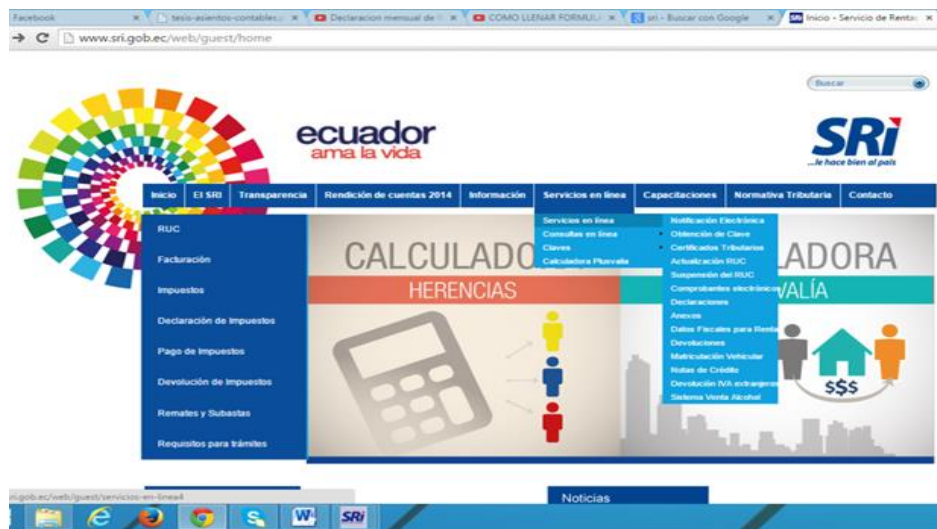 Facebook
tesis-asientos-contables.
Declaracion mensual de
COMO LLENAR FORMUL
sri - Buscar con Google
Inicio - Servicio de Rentas
www.sri.gob.ec/web/guest/home
Buscar
ecuador
ama la vida
SRi
...le hace bien al país
Inicio
El SRI
Transparencia
Rendición de cuentas 2014
Información
Servicios en línea
Capacitaciones
Normativa Tributaria
Contacto
RUC
Facturación
Impuestos
Declaración de Impuestos
Pago de Impuestos
Devolución de Impuestos
Remates y Subastas
Requisitos para trámites
Servicios en línea
Consultas en línea
Claves
Calculadora Plusvalía
Notificación Electrónica
Obtención de Clave
Certificados Tributarios
Actualización RUC
Suspensión del RUC
Comprobantes electrónicos
Declaraciones
Anexos
Datos Fiscales para Renta
Devoluciones
Matriculación Vehicular
Notas de Crédito
Devolución IVA extranjeros
Sistema Venta Alcohol
CALCULADO
HERENCIAS
ADORA
VALÍA
$$$
Noticias
sri.gob.ec/web/guest/servicios-en-linea4
SRi